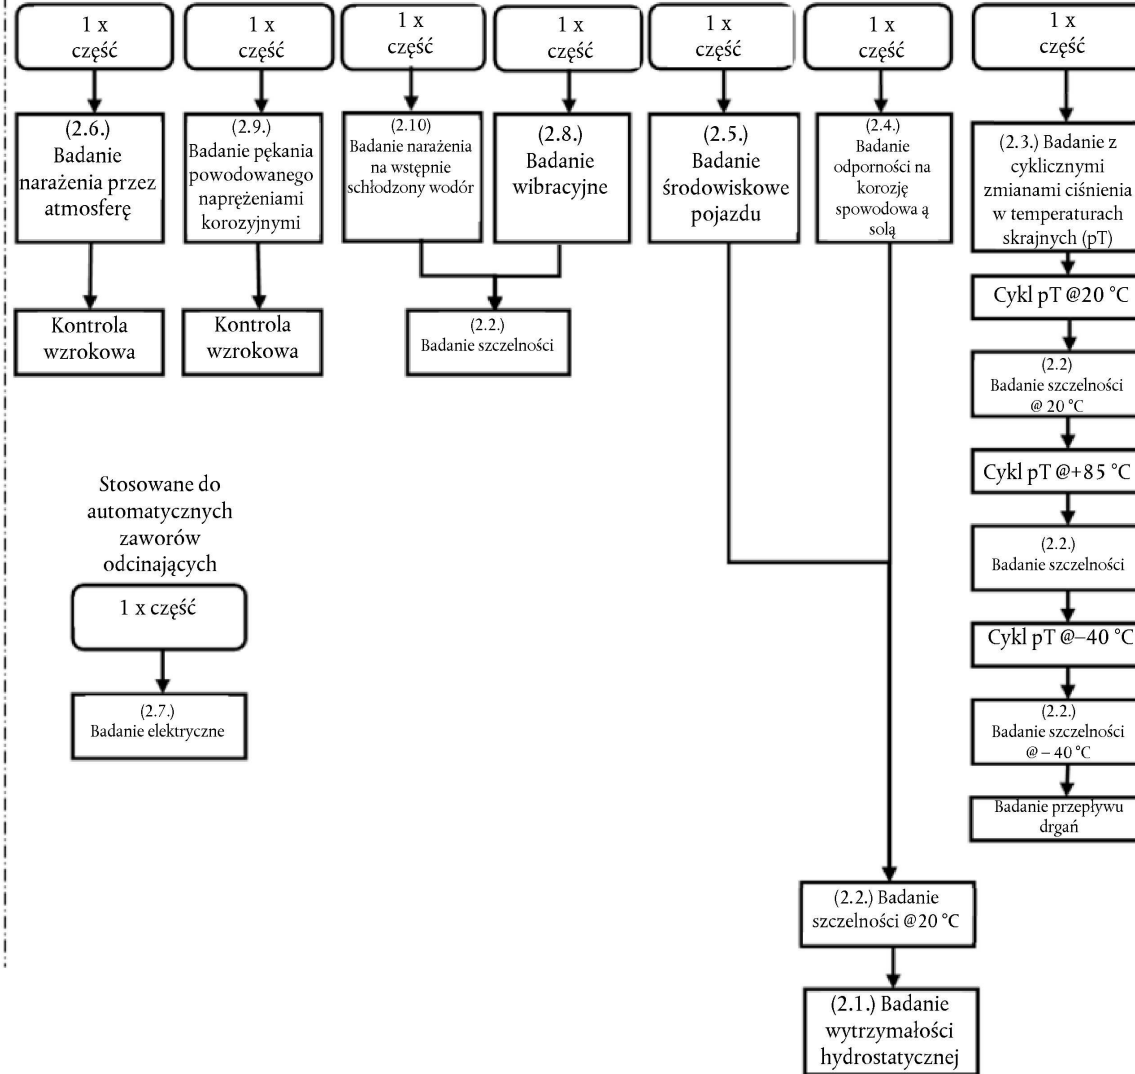 1 x
część
1 x
część
1 x
część
1 x
część
1 x
część
1 x
część
1 x
część
(2.6.)
Badanie
narażenia przez
atmosferę
(2.9.)
Badanie pękania
powodowanego
naprężeniami
korozyjnymi
(2.10)
Badanie narażenia
na wstępnie
schłodzony wodór
(2.8.)
Badanie
wibracyjne
(2.5.)
Badanie
środowiskowe
pojazdu
(2.4.)
Badanie
odporności na
korozję
spowodowa ą
solą
(2.3.) Badanie z
cyklicznymi
zmianami ciśnienia
w temperaturach
skrajnych (pT)
Kontrola
wzrokowa
Kontrola
wzrokowa
(2.2.)
Badanie szczelności
Cykl pT @20 °C
(2.2)
Badanie szczelności
@ 20 °C
Cykl pT @+85 °C
(2.2.)
Badanie szczelności
Cykl pT @–40 °C
(2.2.)
Badanie szczelności
@ – 40 °C
Badanie przepływu
drgań
Stosowane do
automatycznych
zaworów
odcinających
1 x część
(2.7.)
Badanie elektryczne
(2.2.) Badanie
szczelności @20 °C
(2.1.) Badanie
wytrzymałości
hydrostatycznej